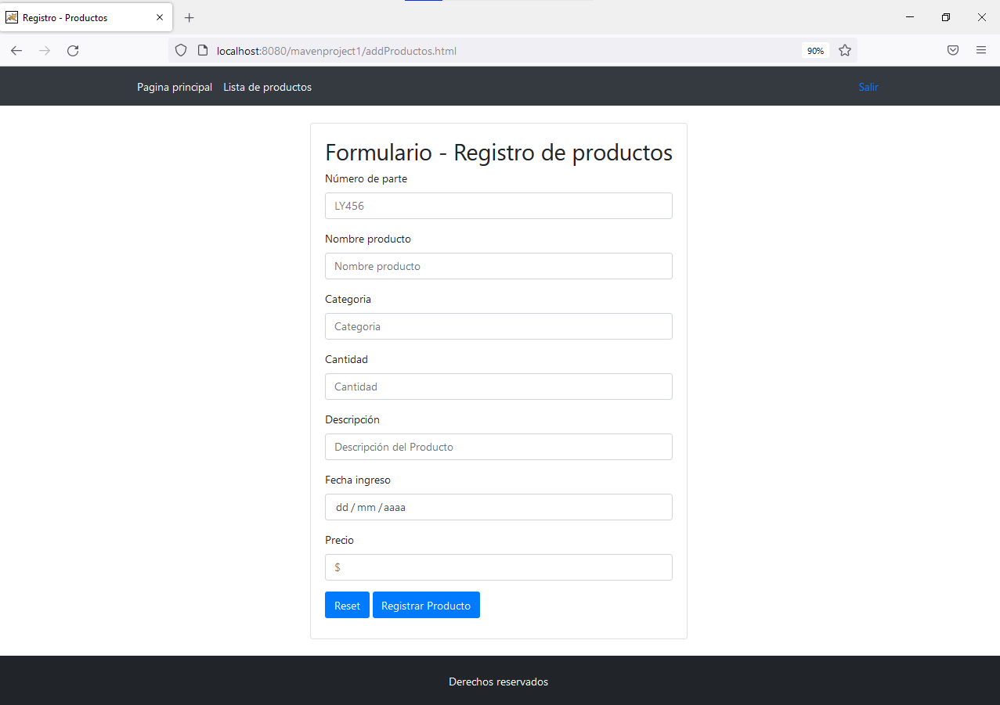 Registro - Productos
localhost:8080/mavenproject1/addProductos.html 90%
Pagina principal Lista de productos Salir
Formulario - Registro de productos
Número de parte
LY456
Nombre producto
Nombre producto
Categoria
Categoria
Cantidad
Cantidad
Descripción
Descripción del Producto
Fecha ingreso
dd / mm / aaaa
Precio
$
Reset Registrar Producto
Derechos reservados